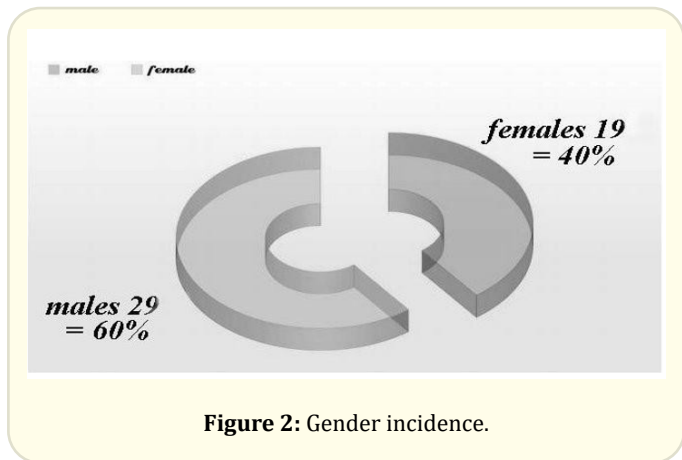 male female
females 19
= 40%
males 29
= 60%
Figure 2: Gender incidence.